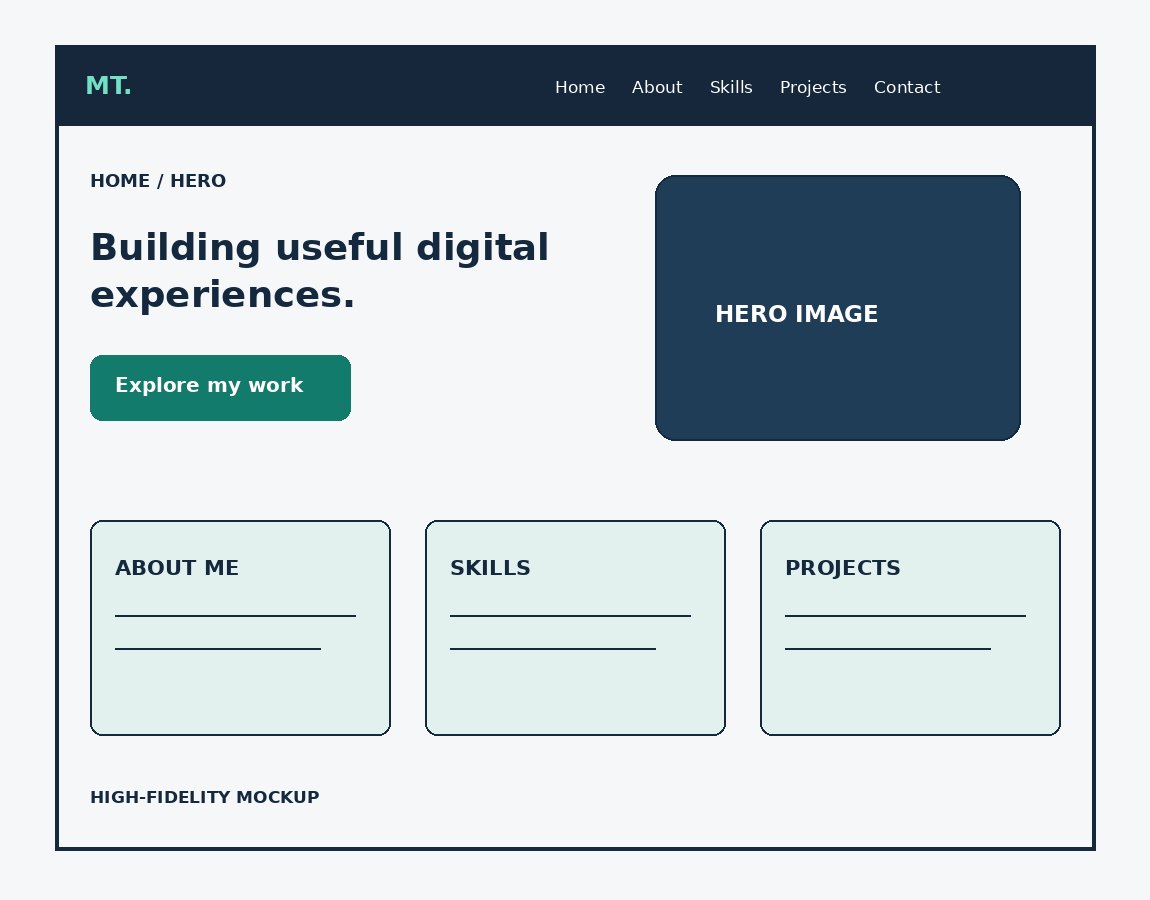 MT.
Home About Skills Projects Contact
HOME / HERO
Building useful digital
experiences.
Explore my work
HERO IMAGE
ABOUT ME
SKILLS
PROJECTS
HIGH-FIDELITY MOCKUP